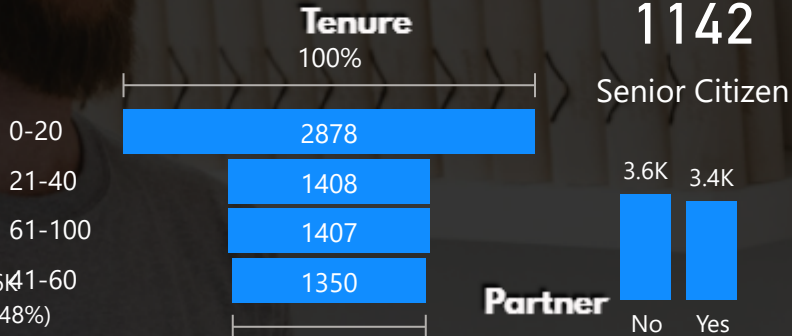 Tenure
100%
0-20
2878
21-40
1408
61-100
1407
41-60
1350
48%)
1142
Senior Citizen
3.6K
3.4K
Partner
No
Yes